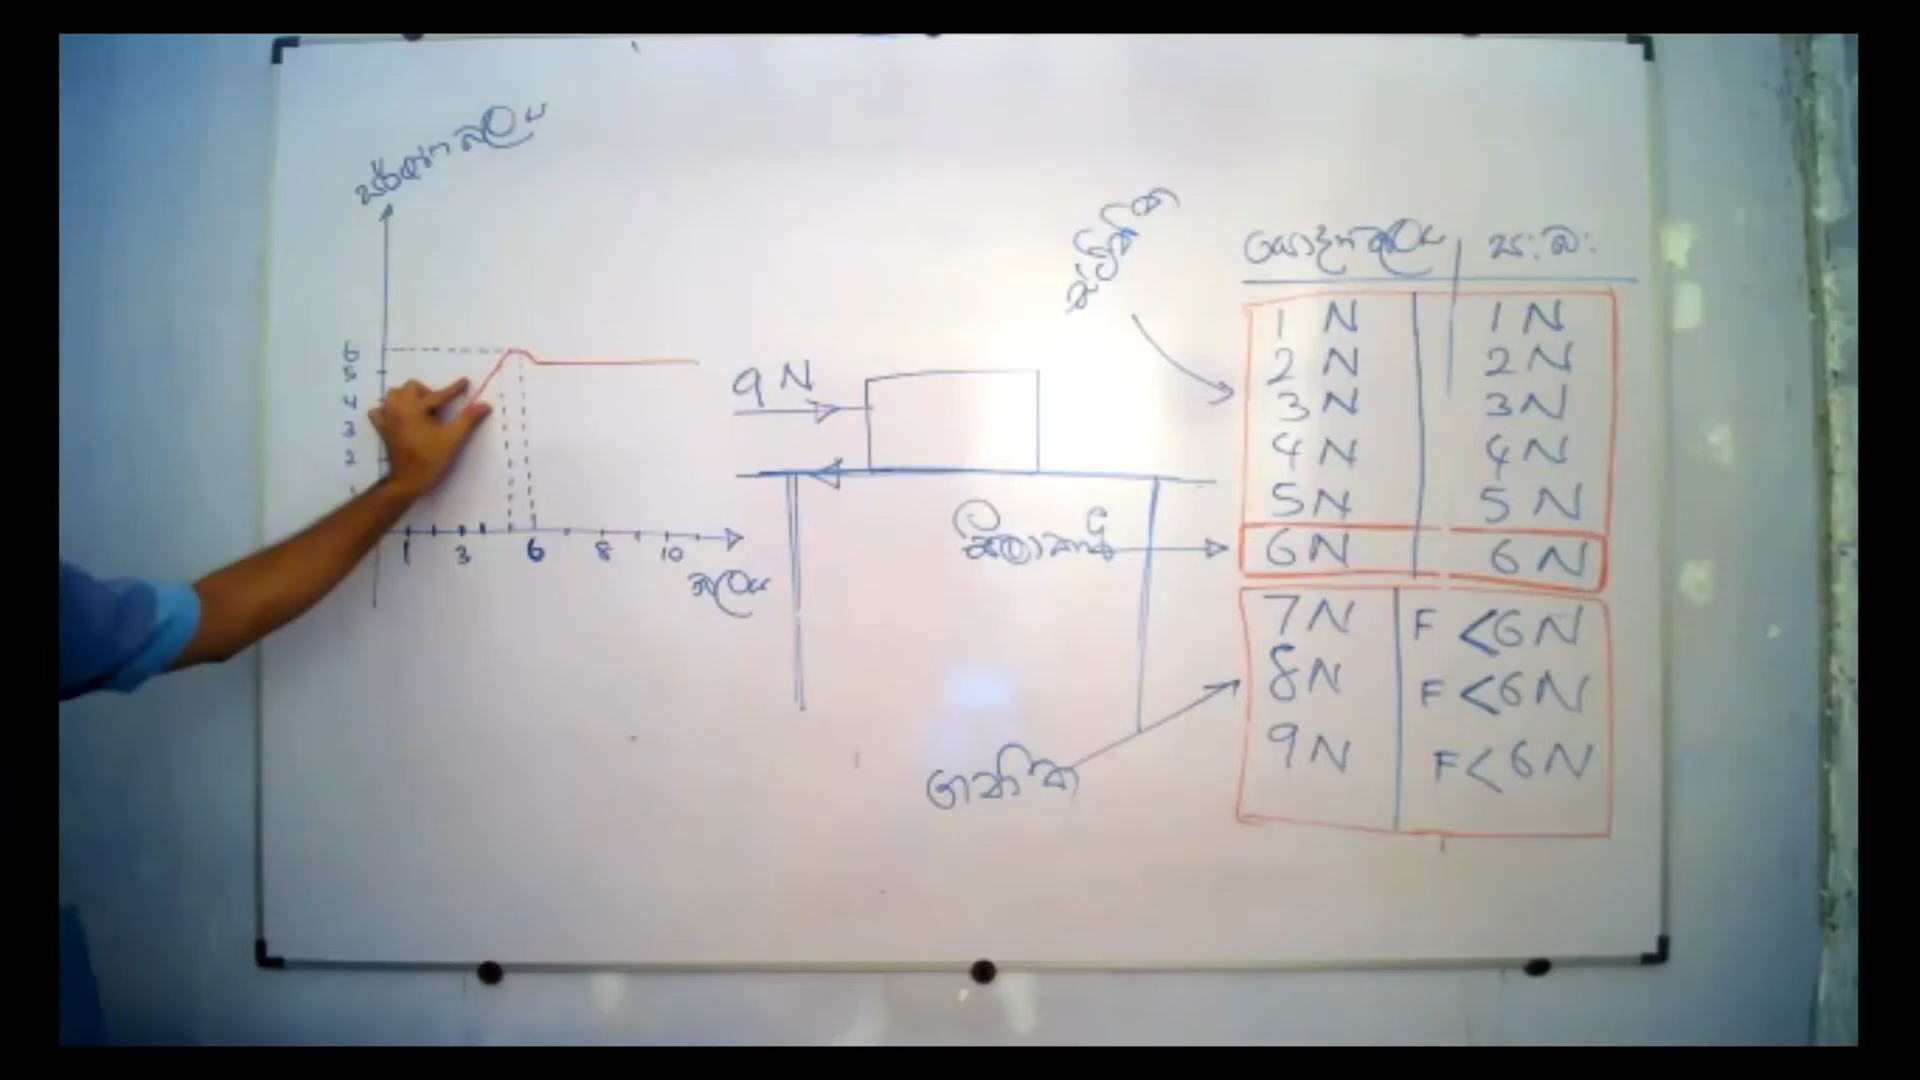 ඝර්ෂණ බලය
6
5
4
3
2
1 3 6 8 10
බලය
9 N
ස්ථිතික
සීමාකාරී
ගතික
යොදන බලය ඝ: බ:
1 N 1 N
2 N 2 N
3 N 3 N
4 N 4 N
5 N 5 N
6 N 6 N
7 N F < 6 N
8 N F < 6 N
9 N F < 6 N